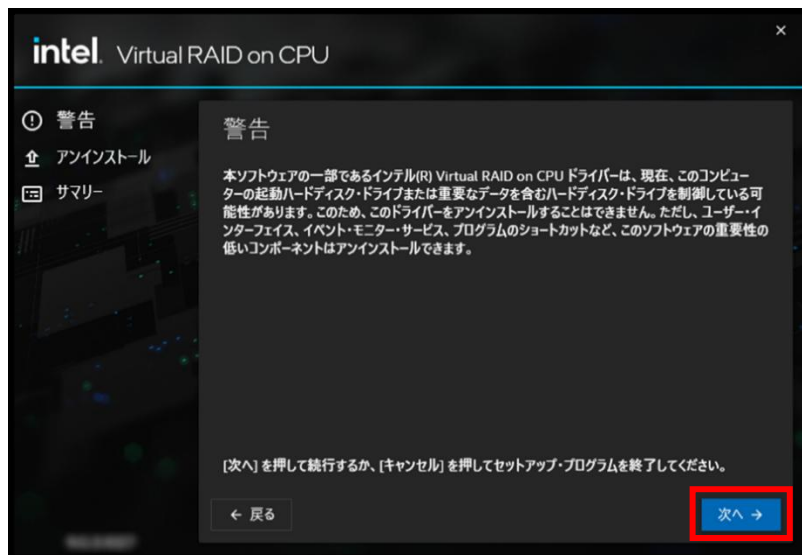 intel. Virtual RAID on CPU
×
警告
アンインストール
サマリー
警告
本ソフトウェアの一部であるインテル(R) Virtual RAID on CPU ドライバーは、現在、このコンピュー
ターの起動ハードディスク・ドライブまたは重要なデータを含むハードディスク・ドライブを制御している可
能性があります。このため、このドライバーをアンインストールすることはできません。ただし、ユーザー・イ
ンターフェイス、イベント・モニター・サービス、プログラムのショートカットなど、このソフトウェアの重要性の
低いコンポーネントはアンインストールできます。
[次へ] を押して続行するか、[キャンセル] を押してセットアップ・プログラムを終了してください。
← 戻る
次へ →